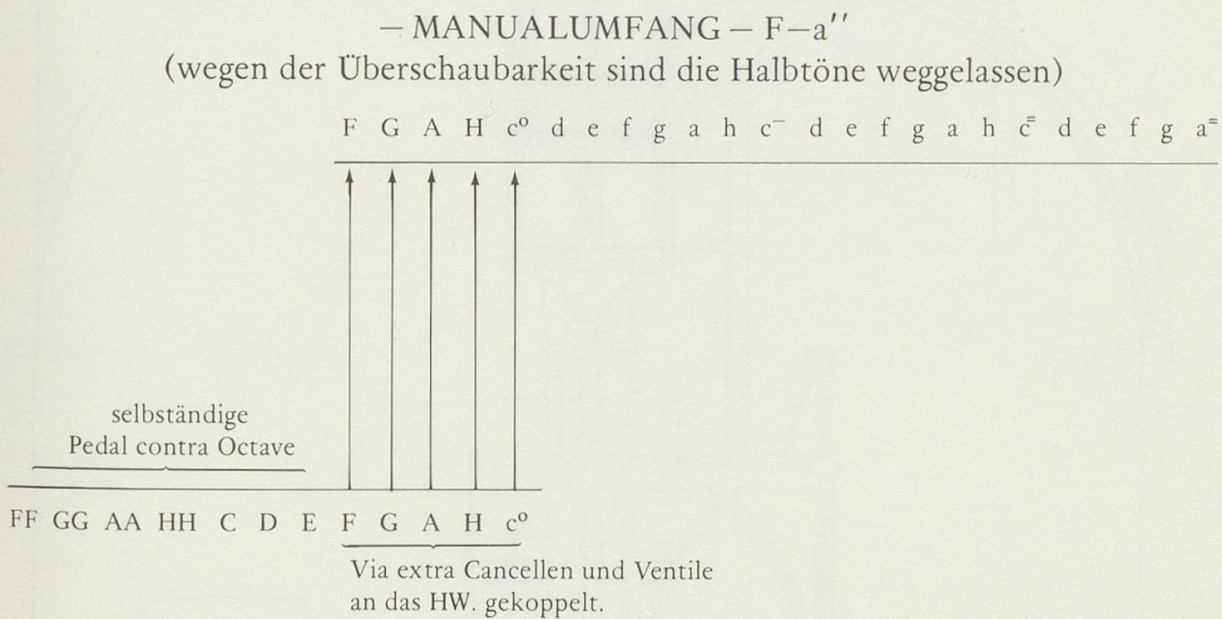 — MANUALUMFANG — F—a''
(wegen der Überschaubarkeit sind die Halbtöne weggelassen)
F G A H c° d e f g a h c⁻ d e f g a h c̿ d e f g a⁼
selbständige
Pedal contra Octave
FF GG AA HH C D E F G A H c°
Via extra Cancellen und Ventile
an das HW. gekoppelt.